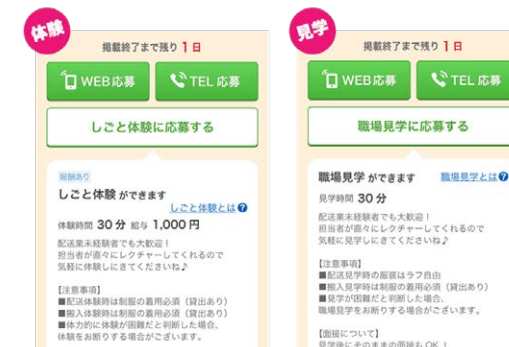 体験
掲載終了まで残り 1 日
WEB応募
TEL 応募
しごと体験に応募する
報酬あり
しごと体験 ができます
しごと体験とは?
体験時間 30 分 給与 1,000 円
配送業未経験者でも大歓迎!
担当者が直々にレクチャーしてくれるので
気軽に体験しにきてくださいね♪
【注意事項】
■配送体験時は制服の着用必須(貸出あり)
■搬入体験時は制服の着用必須(貸出あり)
■体力的に体験が困難だと判断した場合、
体験をお断りする場合がございます。
見学
掲載終了まで残り 1 日
WEB応募
TEL 応募
職場見学に応募する
職場見学 ができます
職場見学とは?
見学時間 30 分
配送業未経験者でも大歓迎!
担当者が直々にレクチャーしてくれるので
気軽に見学しにきてくださいね♪
【注意事項】
■配送見学時の服装はラフ自由
■搬入見学時は制服の着用必須(貸出あり)
■見学が困難だと判断した場合、
職場見学をお断りする場合がございます。
【面接について】
見学後にそのままの面接も OK!